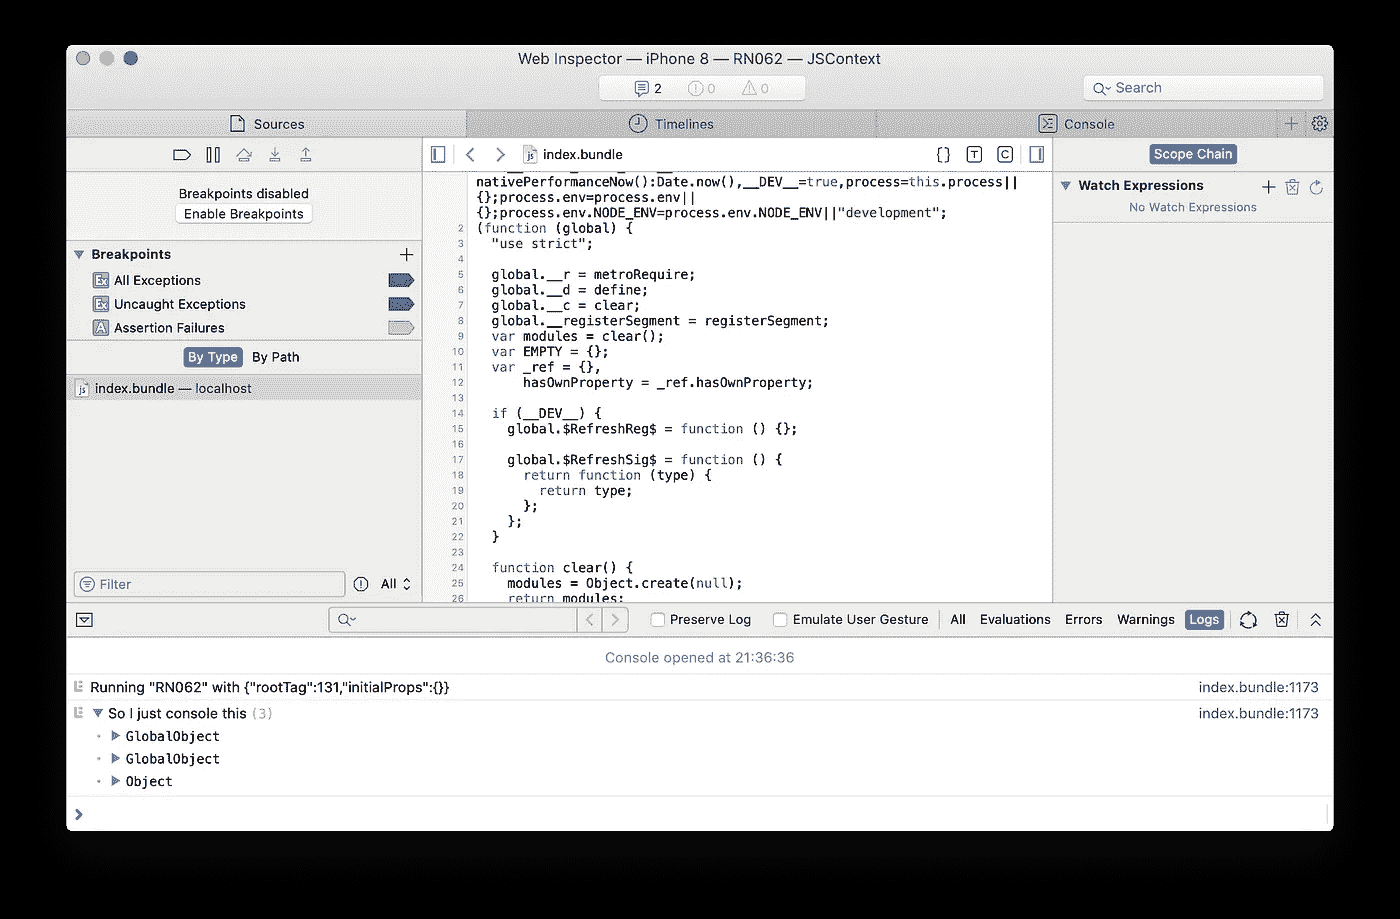 Web Inspector — iPhone 8 — RN062 — JSContext
2 0 0
Search
Sources
Timelines
Console
index.bundle
{} T C
Scope Chain
Breakpoints disabled
Enable Breakpoints
Breakpoints
All Exceptions
Uncaught Exceptions
Assertion Failures
By Type By Path
index.bundle — localhost
Filter
All
nativePerformanceNow():Date.now(),__DEV__=true,process=this.process||
{};process.env=process.env||
{};process.env.NODE_ENV=process.env.NODE_ENV||"development";
2 (function (global) {
3 "use strict";
4
5 global.__r = metroRequire;
6 global.__d = define;
7 global.__c = clear;
8 global.__registerSegment = registerSegment;
9 var modules = clear();
10 var EMPTY = {};
11 var _ref = {},
12 hasOwnProperty = _ref.hasOwnProperty;
13
14 if (__DEV__) {
15 global.$RefreshReg$ = function () {};
16
17 global.$RefreshSig$ = function () {
18 return function (type) {
19 return type;
20 };
21 };
22 }
23
24 function clear() {
25 modules = Object.create(null);
26 return modules;
Watch Expressions
No Watch Expressions
Preserve Log
Emulate User Gesture
All Evaluations Errors Warnings Logs
Console opened at 21:36:36
Running "RN062" with {"rootTag":131,"initialProps":{}} index.bundle:1173
So I just console this (3) index.bundle:1173
GlobalObject
GlobalObject
Object